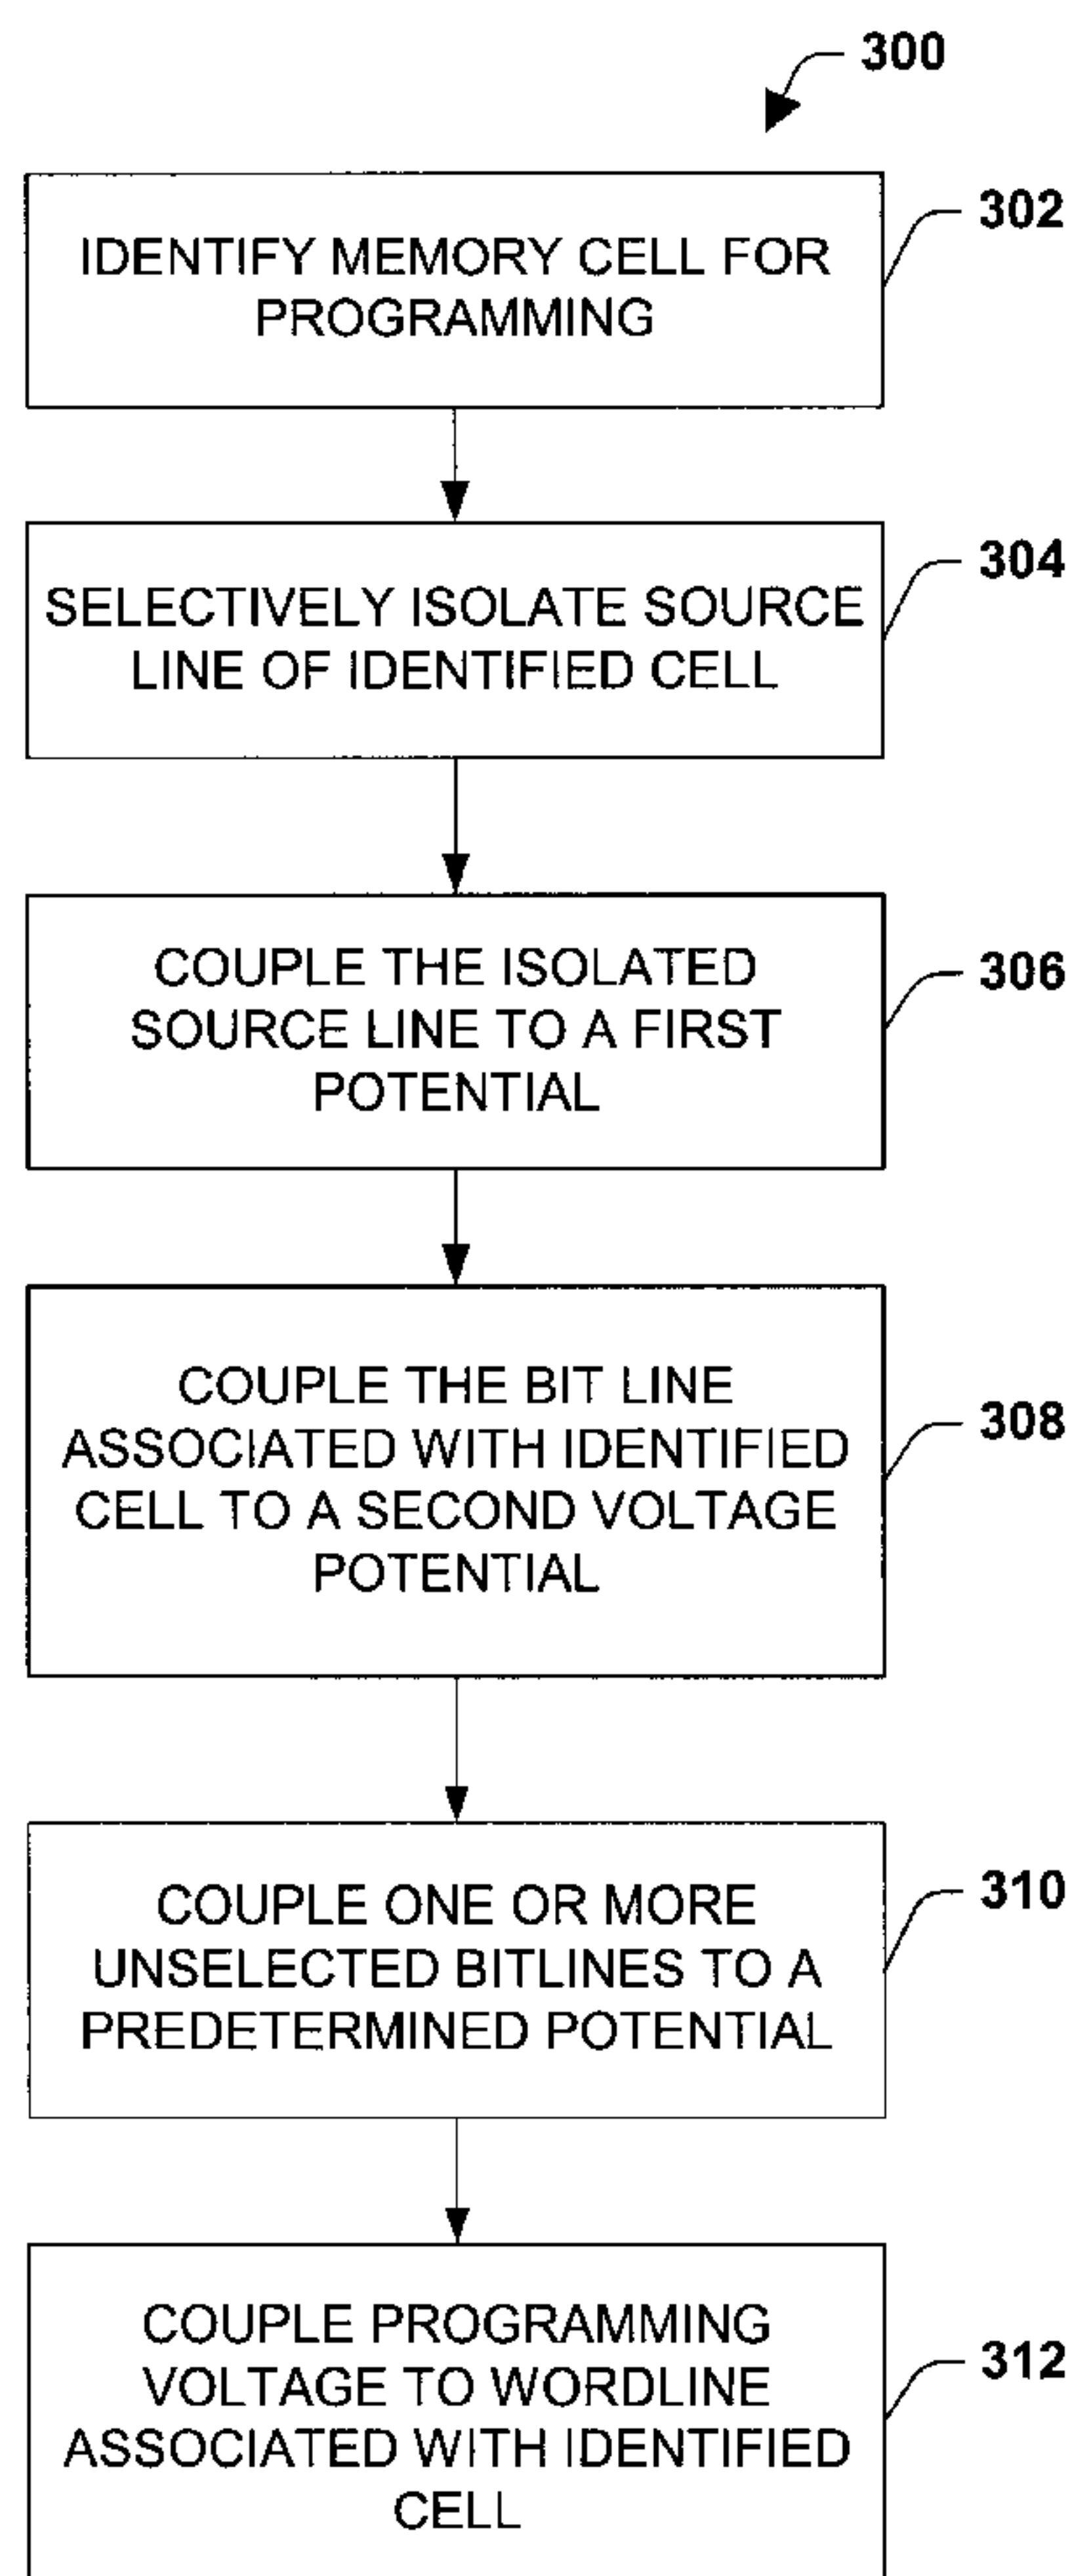 300
302
IDENTIFY MEMORY CELL FOR
PROGRAMMING
304
SELECTIVELY ISOLATE SOURCE
LINE OF IDENTIFIED CELL
306
COUPLE THE ISOLATED
SOURCE LINE TO A FIRST
POTENTIAL
308
COUPLE THE BIT LINE
ASSOCIATED WITH IDENTIFIED
CELL TO A SECOND VOLTAGE
POTENTIAL
310
COUPLE ONE OR MORE
UNSELECTED BITLINES TO A
PREDETERMINED POTENTIAL
312
COUPLE PROGRAMMING
VOLTAGE TO WORDLINE
ASSOCIATED WITH IDENTIFIED
CELL